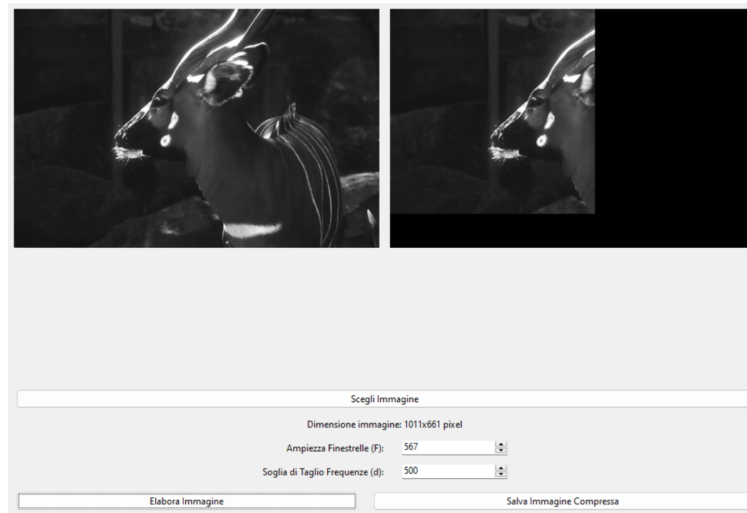 Scegli Immagine
Dimensione immagine: 1011x661 pixel
Ampiezza Finestrelle (F): 567
Soglia di Taglio Frequenze (d): 500
Elabora Immagine Salva Immagine Compressa